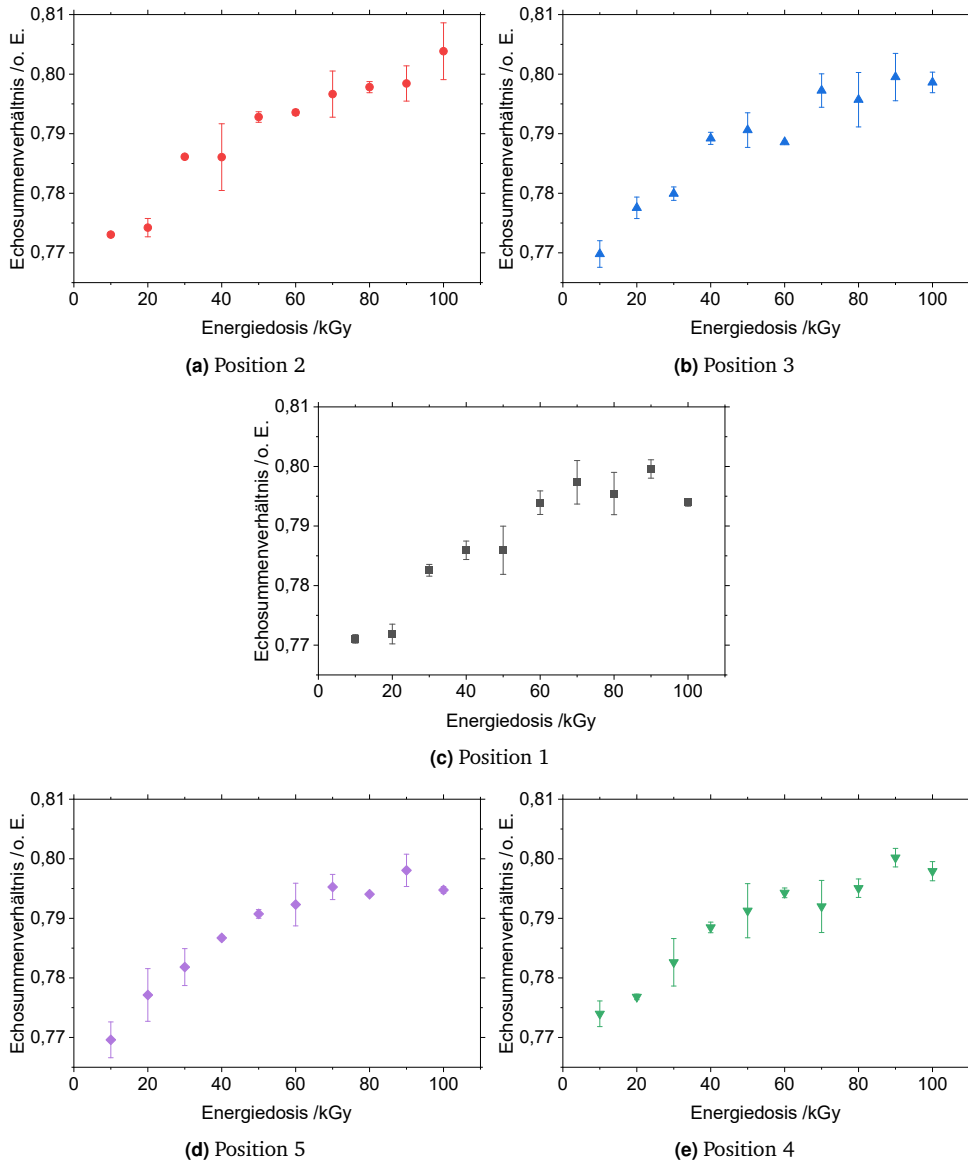 0,81
0,80
0,79
0,78
0,77
Echosummenverhältnis /o. E.
0 20 40 60 80 100
Energiedosis /kGy
(a) Position 2
0,81
0,80
0,79
0,78
0,77
Echosummenverhältnis /o. E.
0 20 40 60 80 100
Energiedosis /kGy
(b) Position 3
0,81
0,80
0,79
0,78
0,77
Echosummenverhältnis /o. E.
0 20 40 60 80 100
Energiedosis /kGy
(c) Position 1
0,81
0,80
0,79
0,78
0,77
Echosummenverhältnis /o. E.
0 20 40 60 80 100
Energiedosis /kGy
(d) Position 5
0,81
0,80
0,79
0,78
0,77
Echosummenverhältnis /o. E.
0 20 40 60 80 100
Energiedosis /kGy
(e) Position 4